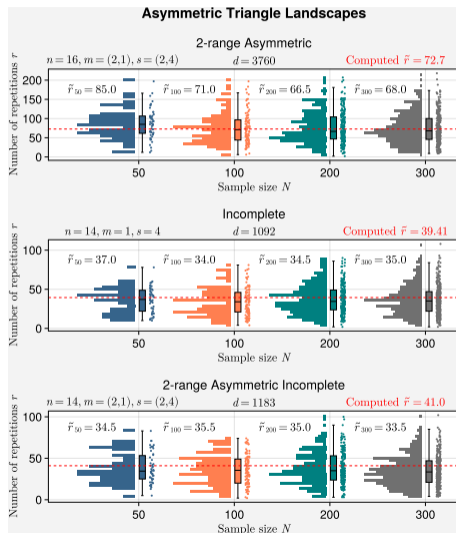 Asymmetric Triangle Landscapes
2-range Asymmetric
n = 16, m = (2,1), s = (2,4) d = 3760 Computed r̃ = 72.7
Number of repetitions r
200
150
100
50
0
r̃₅₀ = 85.0 r̃₁₀₀ = 71.0 r̃₂₀₀ = 66.5 r̃₃₀₀ = 68.0
50 100 200 300
Sample size N
Incomplete
n = 14, m = 1, s = 4 d = 1092 Computed r̃ = 39.41
Number of repetitions r
100
50
0
r̃₅₀ = 37.0 r̃₁₀₀ = 34.0 r̃₂₀₀ = 34.5 r̃₃₀₀ = 35.0
50 100 200 300
Sample size N
2-range Asymmetric Incomplete
n = 14, m = (2,1), s = (2,4) d = 1183 Computed r̃ = 41.0
Number of repetitions r
100
50
0
r̃₅₀ = 34.5 r̃₁₀₀ = 35.5 r̃₂₀₀ = 35.0 r̃₃₀₀ = 33.5
50 100 200 300
Sample size N